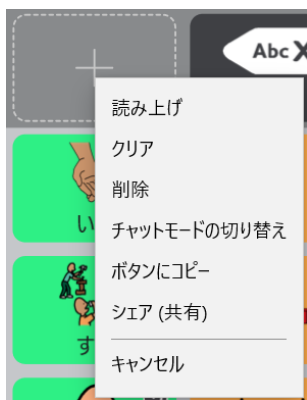 Abc X
読み上げ
クリア
削除
い
チャットモードの切り替え
ボタンにコピー
す
シェア (共有)
キャンセル